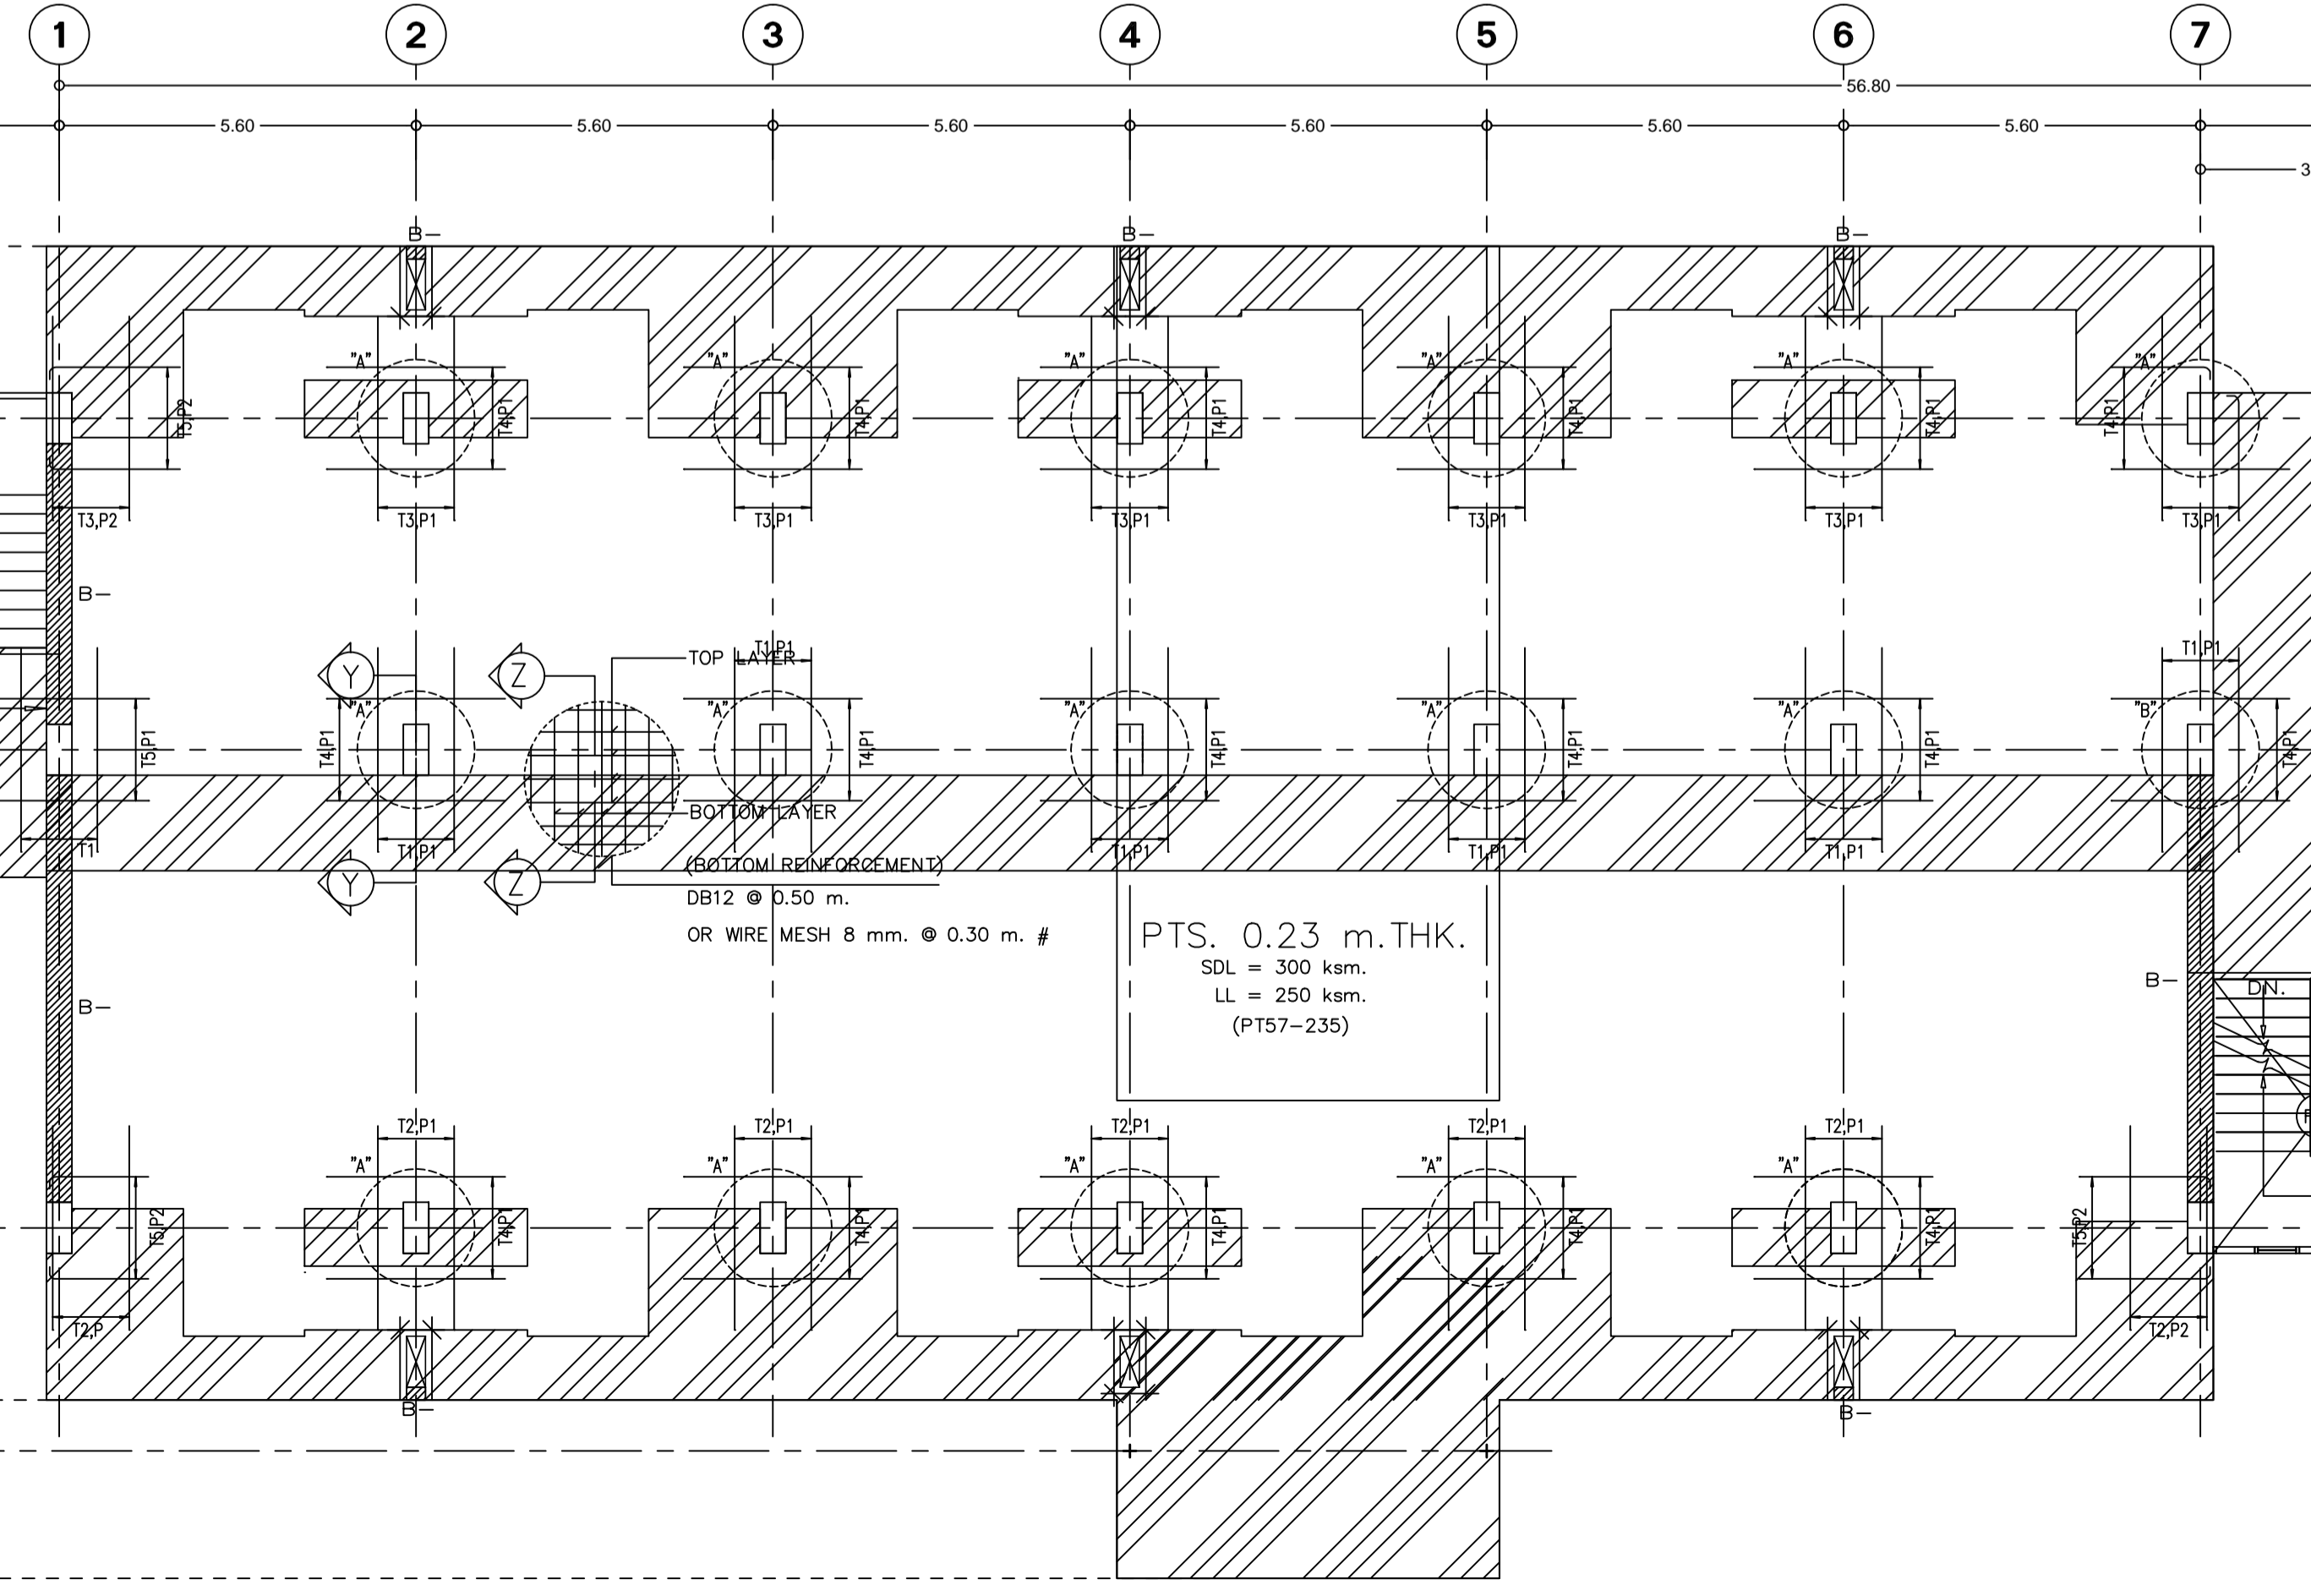 1 2 3 4 5 6 7
56.80
5.60 5.60 5.60 5.60 5.60 5.60
3
B- B- B-
"A" "A" "A" "A" "A" "A"
T5,P2 T4,P1 T4,P1 T4,P1 T4,P1 T4,P1 T4,P1
T3,P2 T3,P1 T3,P1 T3,P1 T3,P1 T3,P1 T3,P1
B-
T1,P1 T1,P1
TOP LAYER
Y Z
"A" "A" "A" "A" "A" "B"
T5,P1 T4,P1 T4,P1 T4,P1 T4,P1 T4,P1 T4,P1
BOTTOM LAYER
T1 T1,P1 T1,P1 T1,P1 T1,P1
(BOTTOM REINFORCEMENT)
Y Z
DB12 @ 0.50 m.
OR WIRE MESH 8 mm. @ 0.30 m. #
PTS. 0.23 m.THK.
SDL = 300 ksm.
LL = 250 ksm.
(PT57-235)
B- B- DN.
T2,P1 T2,P1 T2,P1 T2,P1 T2,P1
"A" "A" "A" "A" "A"
T5,P2 T4,P1 T4,P1 T4,P1 T4,P1 T4,P1 T5,P2
T2,P T2,P2
B- B-